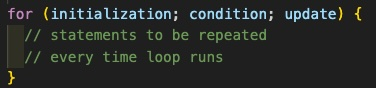 for (initialization; condition; update) {
  // statements to be repeated
  // every time loop runs
}